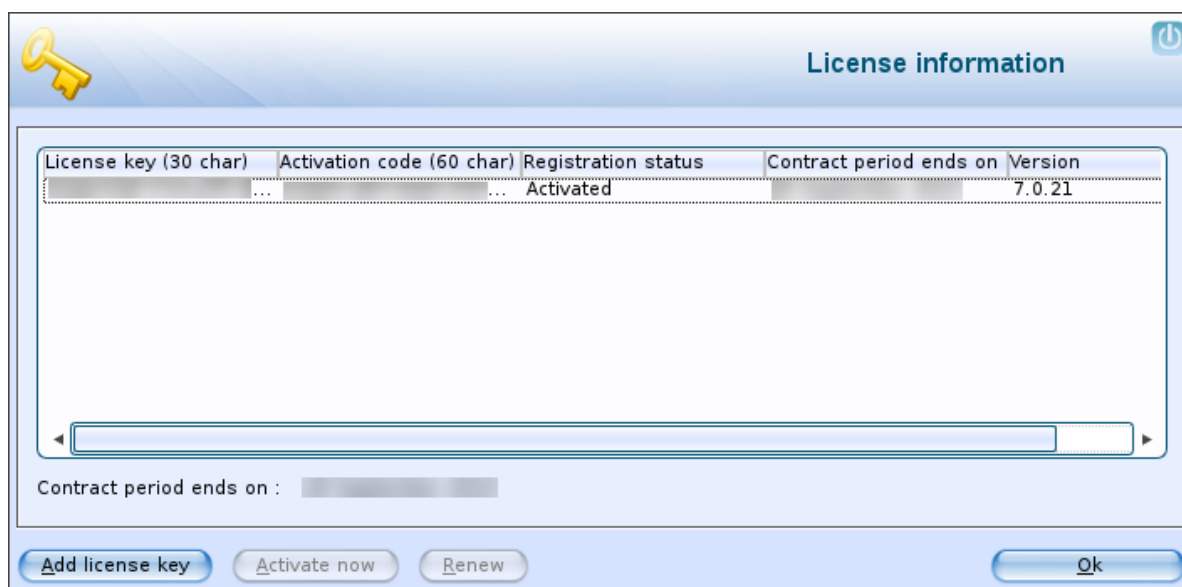 License information
License key (30 char) Activation code (60 char) Registration status Contract period ends on Version
... ... Activated 7.0.21
Contract period ends on :
Add license key Activate now Renew Ok